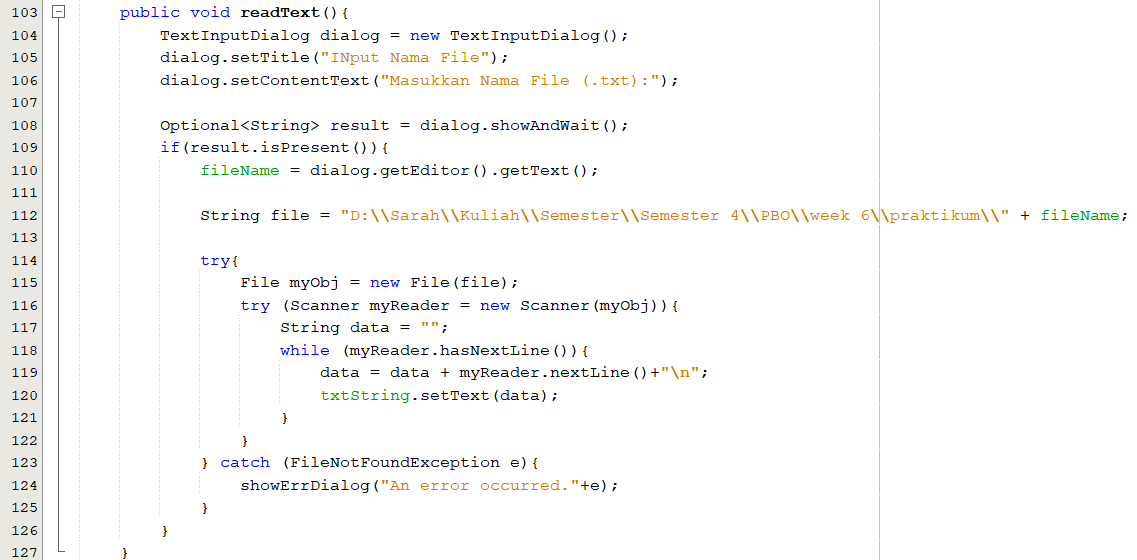 103 public void readText(){
104 TextInputDialog dialog = new TextInputDialog();
105 dialog.setTitle("INput Nama File");
106 dialog.setContentText("Masukkan Nama File (.txt):");
107
108 Optional<String> result = dialog.showAndWait();
109 if(result.isPresent()){
110 fileName = dialog.getEditor().getText();
111
112 String file = "D:\\Sarah\\Kuliah\\Semester\\Semester 4\\PBO\\week 6\\praktikum\\" + fileName;
113
114 try{
115 File myObj = new File(file);
116 try (Scanner myReader = new Scanner(myObj)){
117 String data = "";
118 while (myReader.hasNextLine()){
119 data = data + myReader.nextLine()+"\n";
120 txtString.setText(data);
121 }
122 }
123 } catch (FileNotFoundException e){
124 showErrDialog("An error occurred."+e);
125 }
126 }
127 }